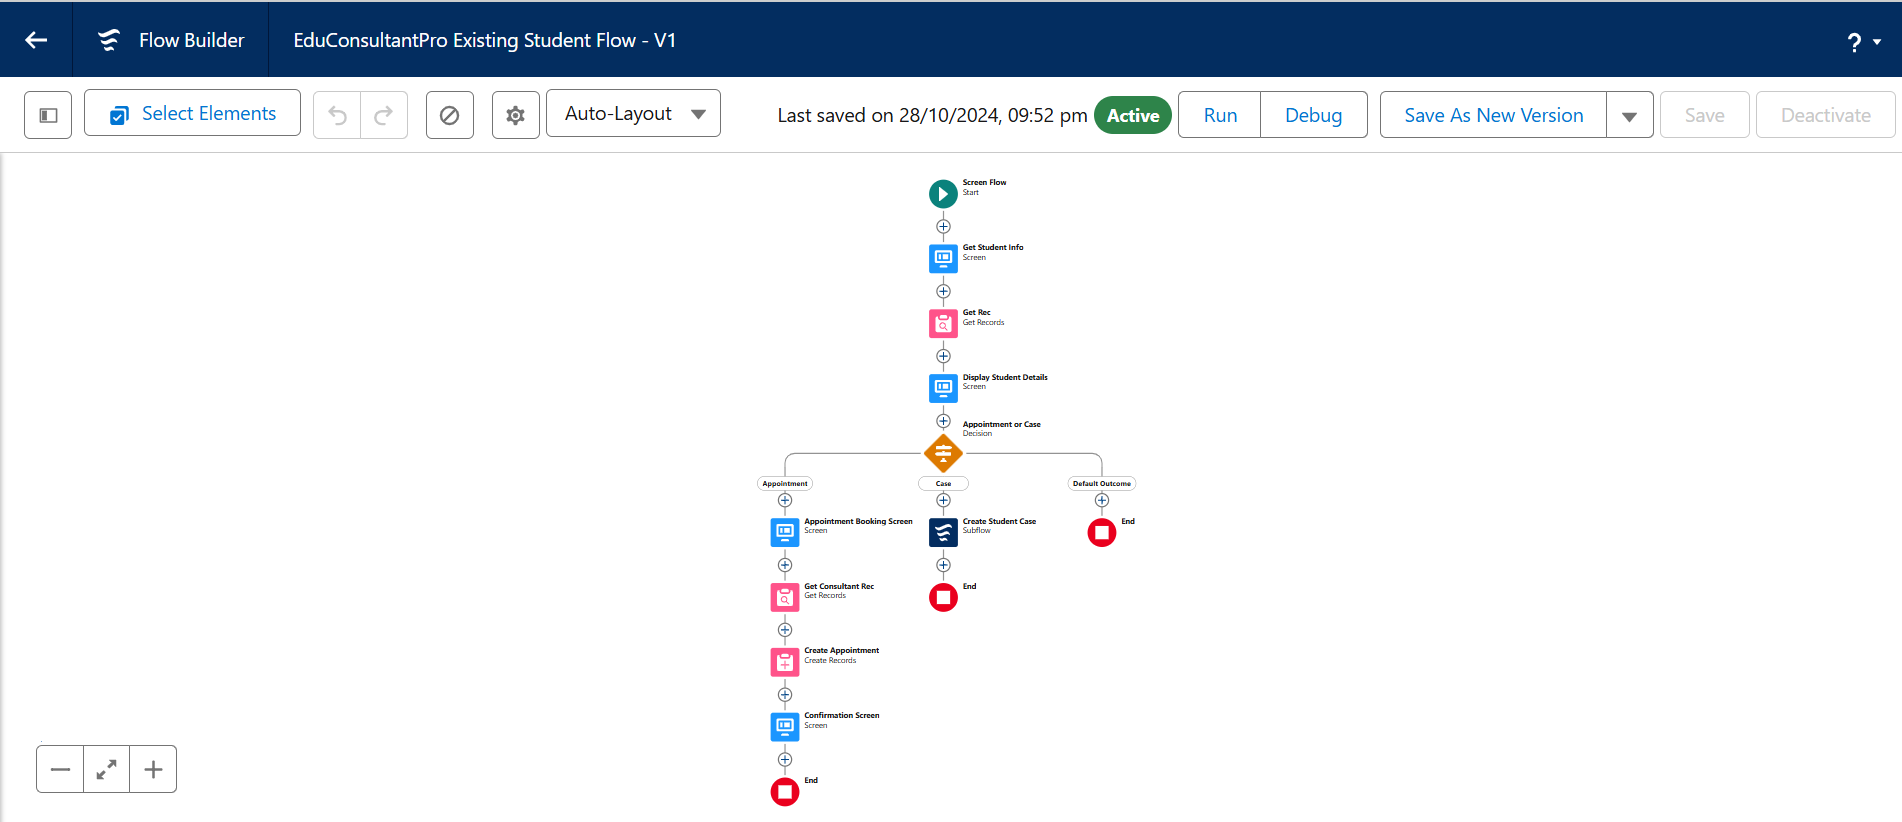 Flow Builder
EduConsultantPro Existing Student Flow - V1
?
Select Elements
Auto-Layout
Last saved on 28/10/2024, 09:52 pm
Active
Run
Debug
Save As New Version
Save
Deactivate
Screen Flow
Start
Get Student Info
Screen
Get Rec
Get Records
Display Student Details
Screen
Appointment or Case
Decision
Appointment
Case
Default Outcome
Appointment Booking Screen
Screen
Create Student Case
Subflow
End
Get Consultant Rec
Get Records
End
Create Appointment
Create Records
Confirmation Screen
Screen
End